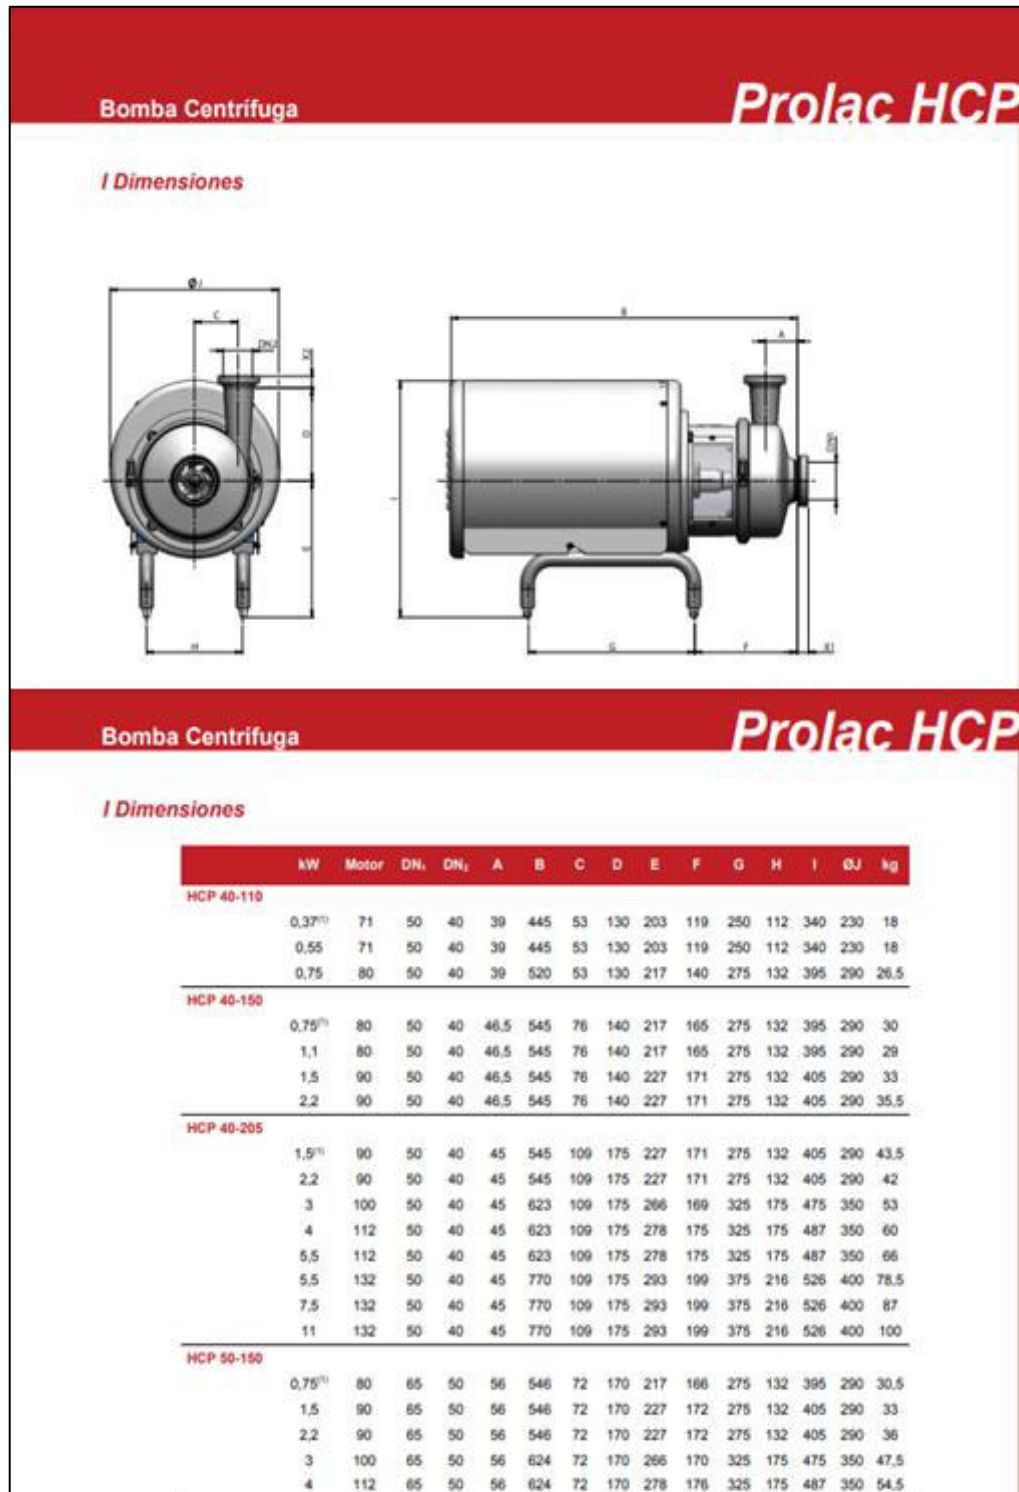 Bomba Centrífuga
Prolac HCP
I Dimensiones
ØJ
C
DN2
K2
D
E
H
B
A
DN1
I
G
F
K1
Bomba Centrífuga
Prolac HCP
I Dimensiones
kW Motor DN₁ DN₂ A B C D E F G H I ØJ kg
HCP 40-110
0,37⁽¹⁾ 71 50 40 39 445 53 130 203 119 250 112 340 230 18
0,55 71 50 40 39 445 53 130 203 119 250 112 340 230 18
0,75 80 50 40 39 520 53 130 217 140 275 132 395 290 26,5
HCP 40-150
0,75⁽¹⁾ 80 50 40 46,5 545 76 140 217 165 275 132 395 290 30
1,1 80 50 40 46,5 545 76 140 217 165 275 132 395 290 29
1,5 90 50 40 46,5 545 76 140 227 171 275 132 405 290 33
2,2 90 50 40 46,5 545 76 140 227 171 275 132 405 290 35,5
HCP 40-205
1,5⁽¹⁾ 90 50 40 45 545 109 175 227 171 275 132 405 290 43,5
2,2 90 50 40 45 545 109 175 227 171 275 132 405 290 42
3 100 50 40 45 623 109 175 266 169 325 175 475 350 53
4 112 50 40 45 623 109 175 278 175 325 175 487 350 60
5,5 112 50 40 45 623 109 175 278 175 325 175 487 350 66
5,5 132 50 40 45 770 109 175 293 199 375 216 526 400 78,5
7,5 132 50 40 45 770 109 175 293 199 375 216 526 400 87
11 132 50 40 45 770 109 175 293 199 375 216 526 400 100
HCP 50-150
0,75⁽¹⁾ 80 65 50 56 546 72 170 217 166 275 132 395 290 30,5
1,5 90 65 50 56 546 72 170 227 172 275 132 405 290 33
2,2 90 65 50 56 546 72 170 227 172 275 132 405 290 36
3 100 65 50 56 624 72 170 266 170 325 175 475 350 47,5
4 112 65 50 56 624 72 170 278 176 325 175 487 350 54,5